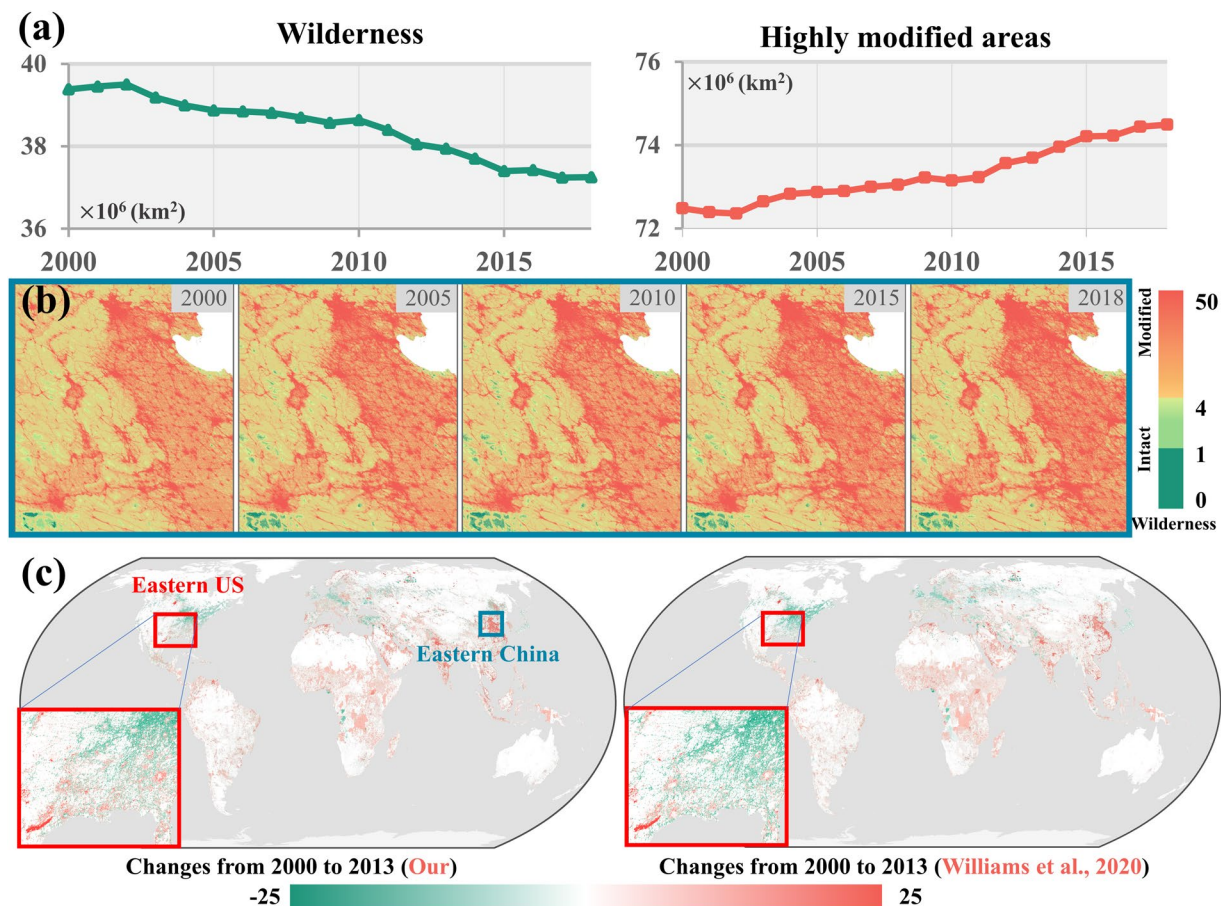 (a)
Wilderness
Highly modified areas
40
38
36
×10⁶ (km²)
2000
2005
2010
2015
76
74
72
×10⁶ (km²)
2000
2005
2010
2015
(b)
2000
2005
2010
2015
2018
Modified
Intact
50
4
1
0
Wilderness
(c)
Eastern US
Eastern China
Changes from 2000 to 2013 (Our)
Changes from 2000 to 2013 (Williams et al., 2020)
-25
25